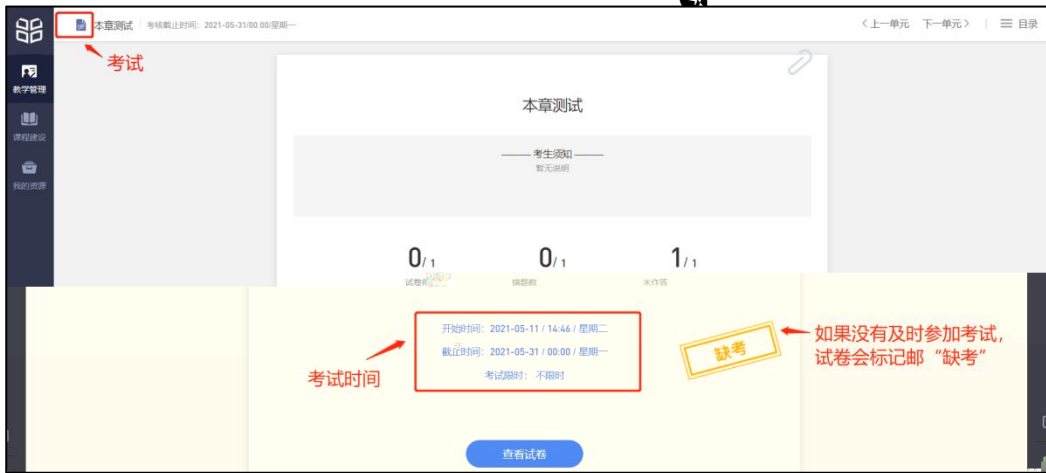 本章测试 考核截止时间：2021-05-31/00:00/星期一
〈上一单元 下一单元〉 目录
考试
教学管理
课程建设
我的资源
本章测试
考生须知
暂无说明
0/1 0/1 1/1
试卷 错题数 未作答
开始时间：2021-05-11 / 14:46 / 星期二
截止时间：2021-05-31 / 00:00 / 星期一
考试限时：不限时
考试时间
缺考
如果没有及时参加考试，
试卷会标记邮“缺考”
查看试卷